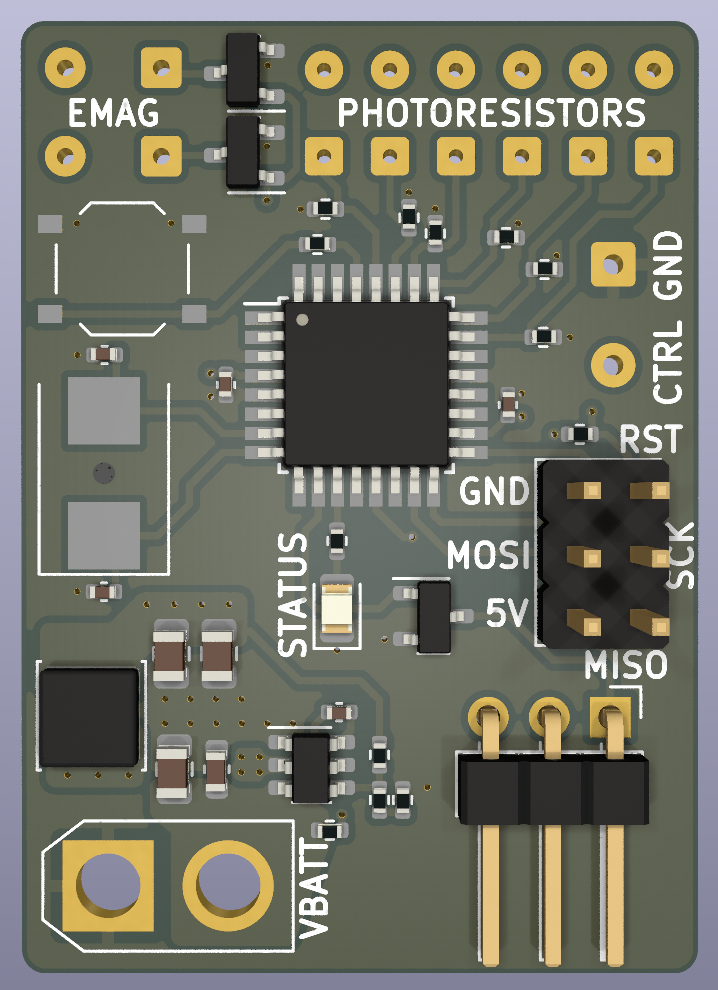 EMAG
PHOTORESISTORS
GND
CTRL
RST
GND
MOSI
SCK
STATUS
5V
MISO
VBATT